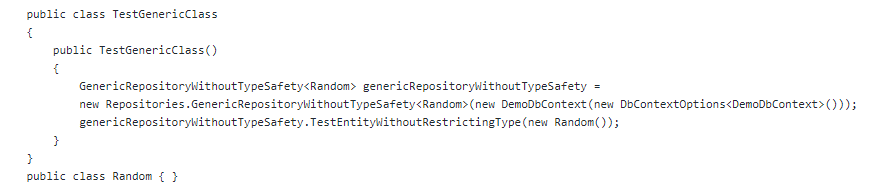 public class TestGenericClass
{
    public TestGenericClass()
    {
        GenericRepositoryWithoutTypeSafety<Random> genericRepositoryWithoutTypeSafety =
        new Repositories.GenericRepositoryWithoutTypeSafety<Random>(new DemoDbContext(new DbContextOptions<DemoDbContext>()));
        genericRepositoryWithoutTypeSafety.TestEntityWithoutRestrictingType(new Random());
    }
}
public class Random { }